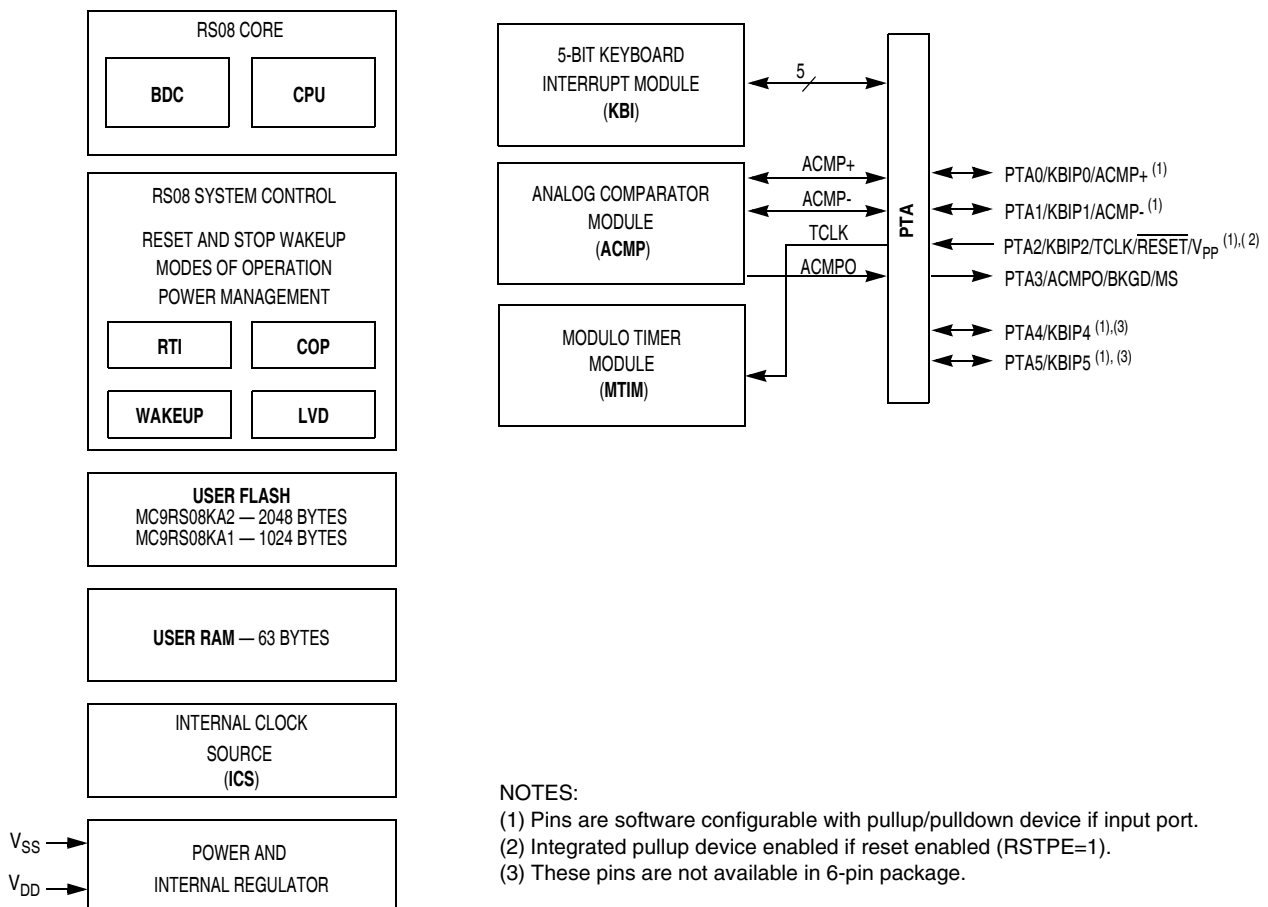 RS08 CORE
BDC
CPU
RS08 SYSTEM CONTROL
RESET AND STOP WAKEUP
MODES OF OPERATION
POWER MANAGEMENT
RTI
COP
WAKEUP
LVD
USER FLASH
MC9RS08KA2 — 2048 BYTES
MC9RS08KA1 — 1024 BYTES
USER RAM — 63 BYTES
INTERNAL CLOCK
SOURCE
(ICS)
VSS
VDD
POWER AND
INTERNAL REGULATOR
5-BIT KEYBOARD
INTERRUPT MODULE
(KBI)
5
ANALOG COMPARATOR
MODULE
(ACMP)
ACMP+
ACMP-
TCLK
ACMPO
MODULO TIMER
MODULE
(MTIM)
PTA
PTA0/KBIP0/ACMP+ (1)
PTA1/KBIP1/ACMP- (1)
PTA2/KBIP2/TCLK/RESET/VPP (1),( 2)
PTA3/ACMPO/BKGD/MS
PTA4/KBIP4 (1),(3)
PTA5/KBIP5 (1), (3)
NOTES:
(1) Pins are software configurable with pullup/pulldown device if input port.
(2) Integrated pullup device enabled if reset enabled (RSTPE=1).
(3) These pins are not available in 6-pin package.